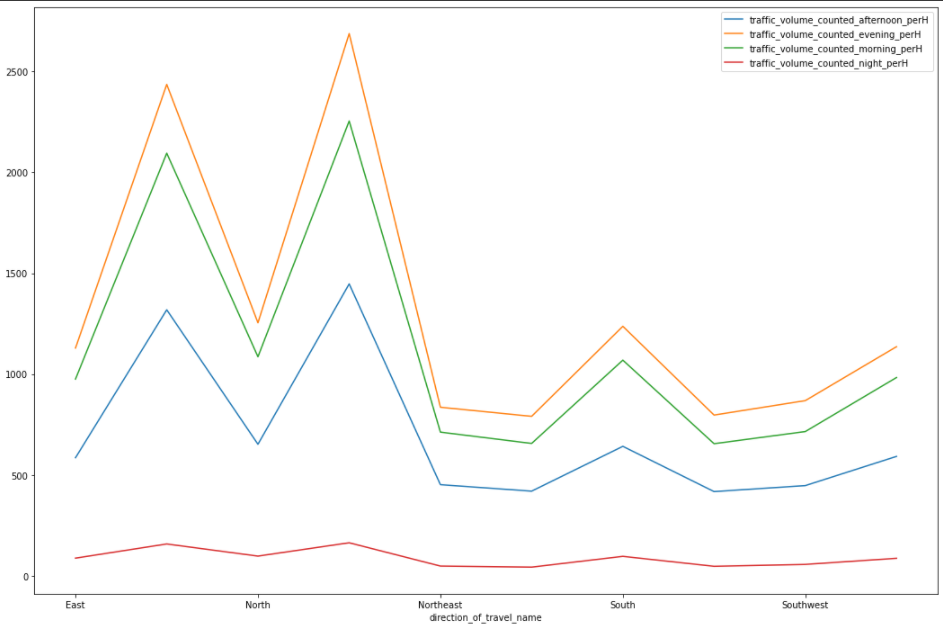 traffic_volume_counted_afternoon_perH
traffic_volume_counted_evening_perH
traffic_volume_counted_morning_perH
traffic_volume_counted_night_perH
2500
2000
1500
1000
500
0
East North Northeast South Southwest
direction_of_travel_name